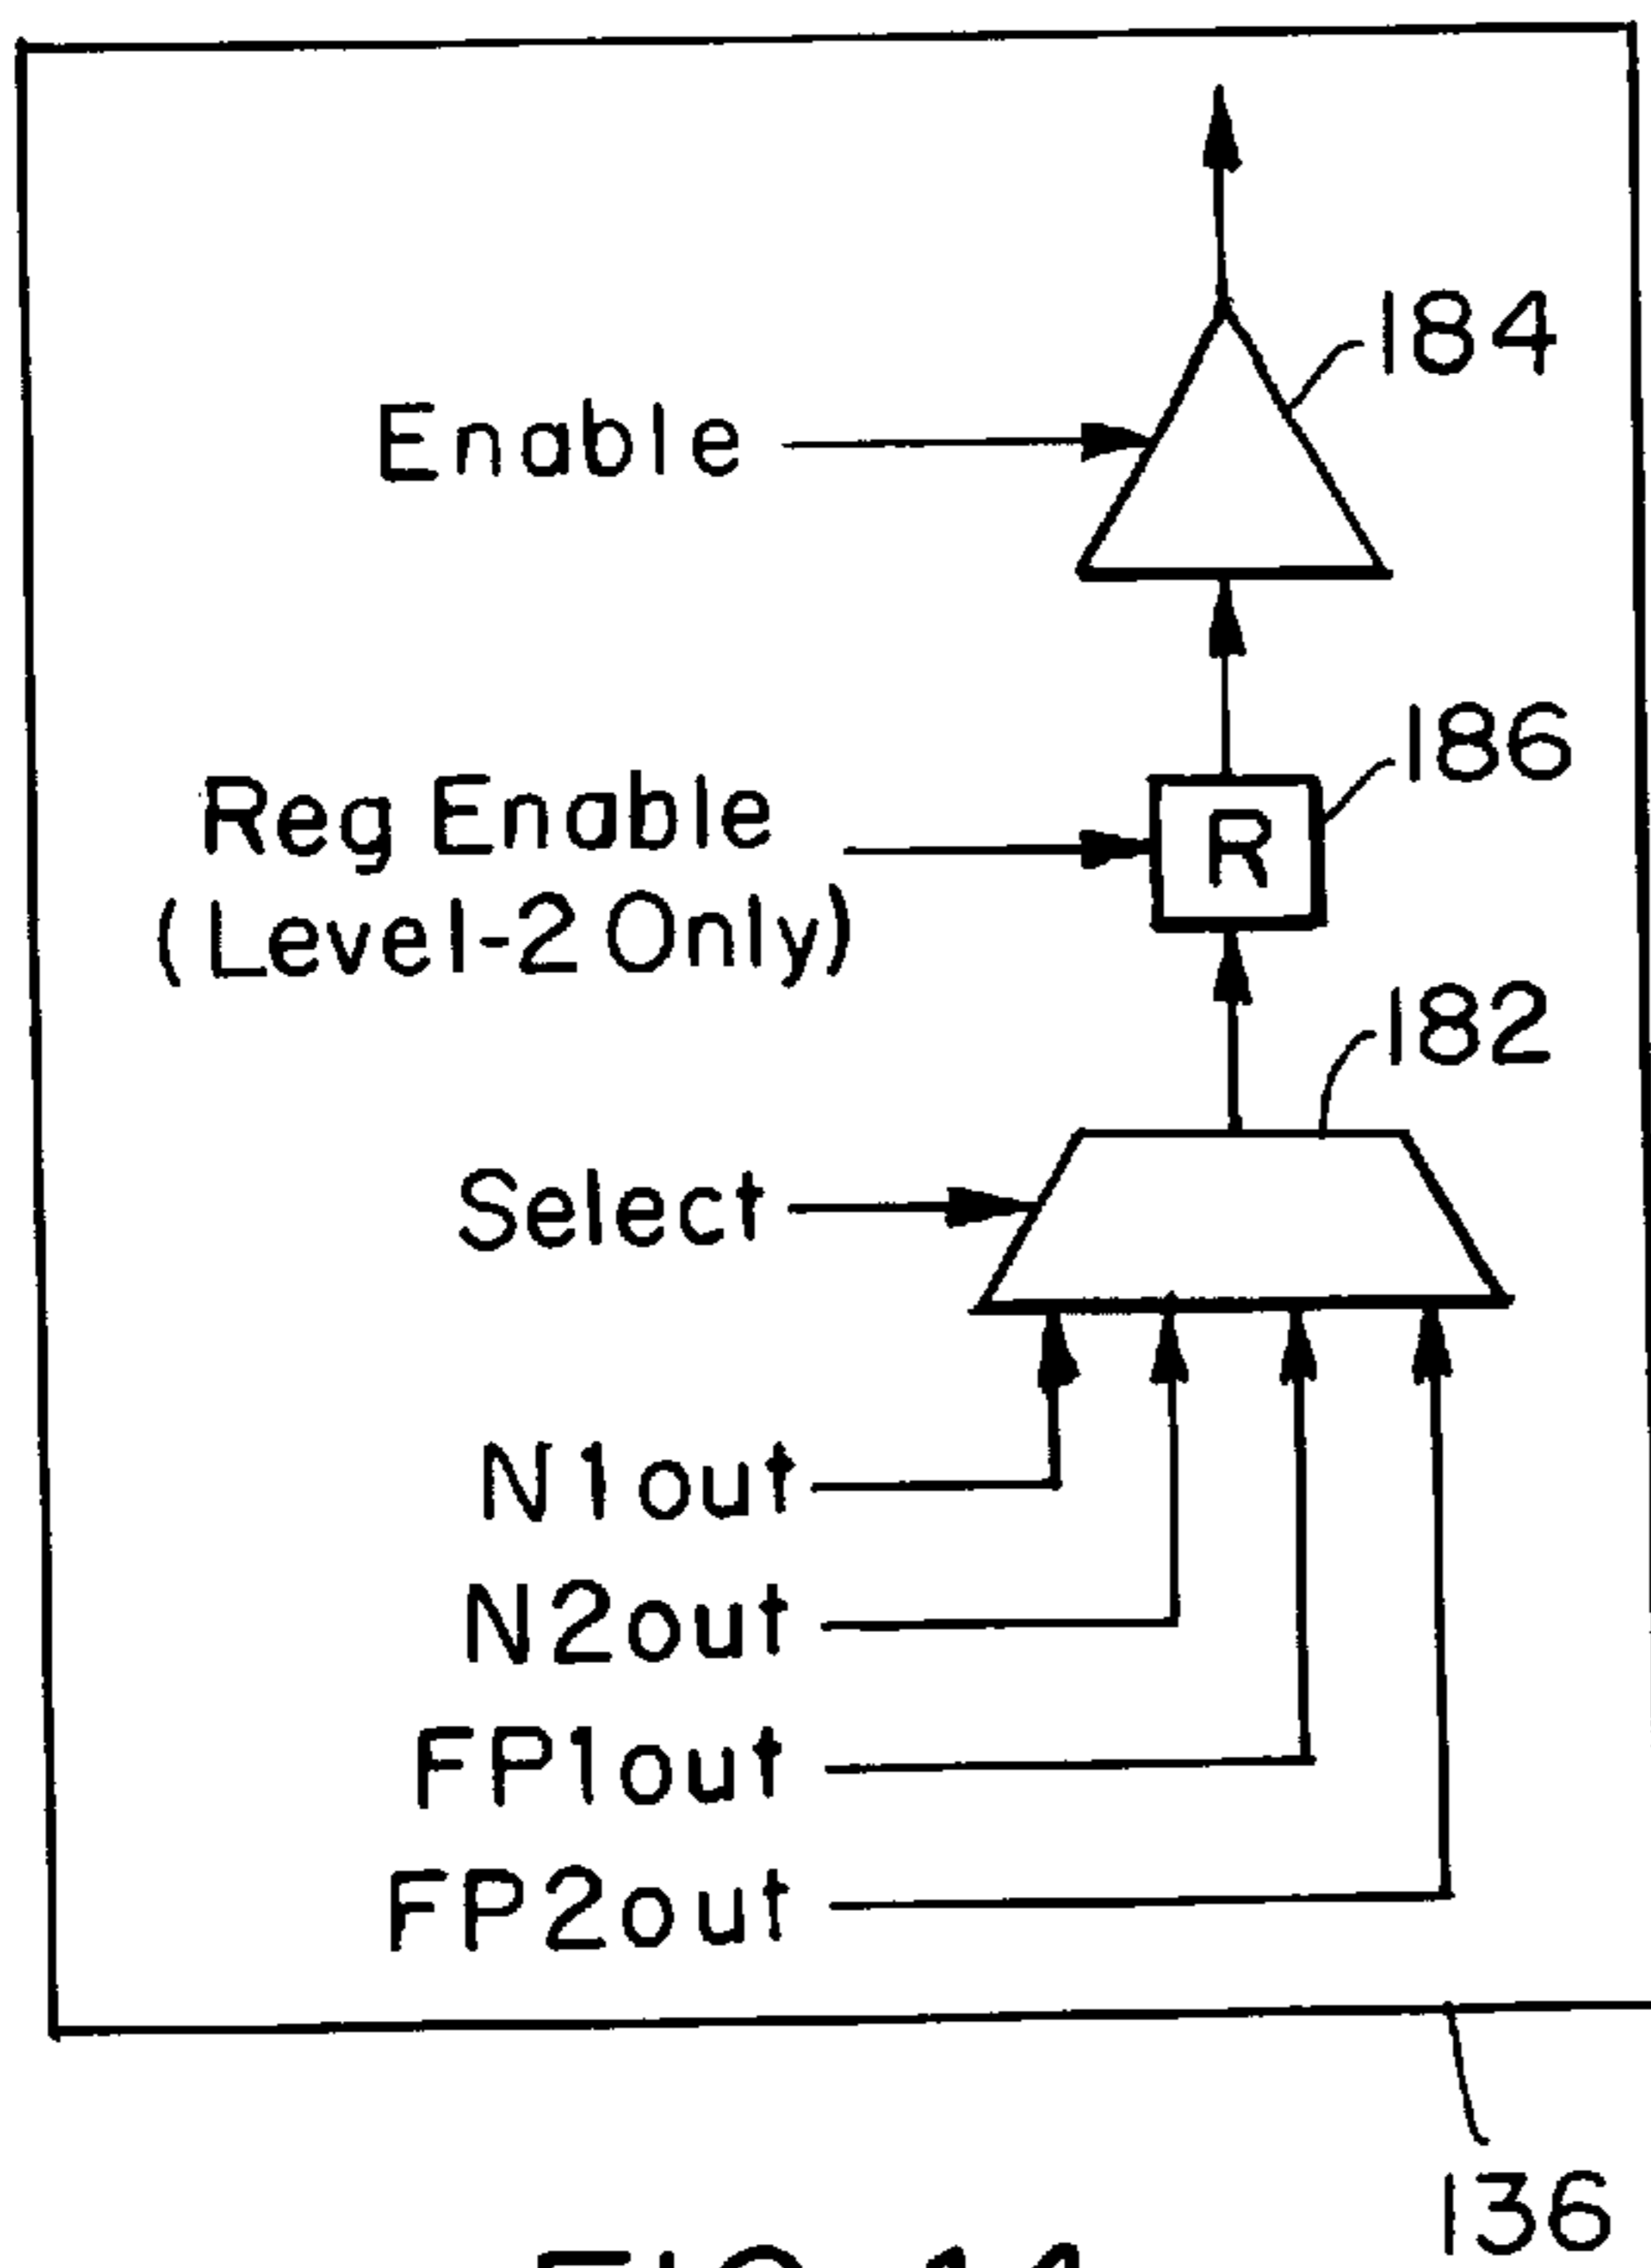 184
Enable
186
Reg Enable
R
(Level-2 Only)
182
Select
N1out
N2out
FP1out
FP2out
136